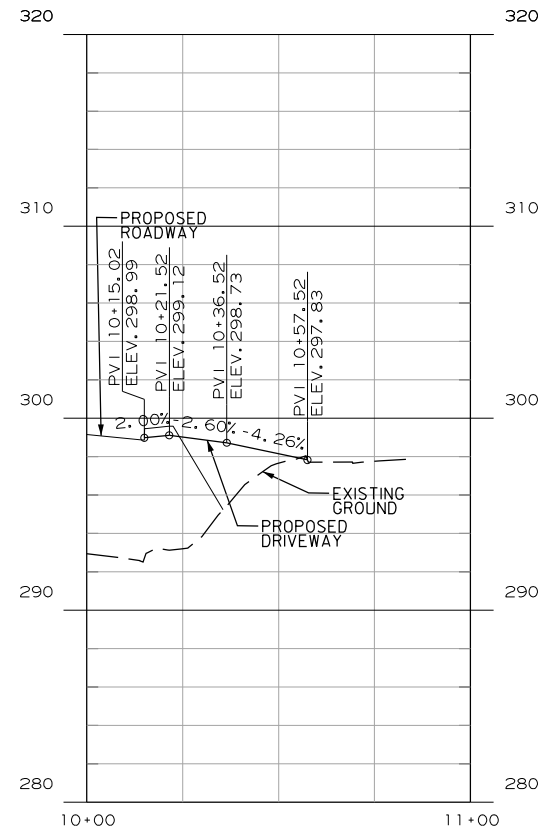 320 320
310 310
PROPOSED
ROADWAY
PVI 10+15.02
ELEV.298.99
PVI 10+21.52
ELEV.299.12
PVI 10+36.52
ELEV.298.73
PVI 10+57.52
ELEV.297.83
300 300
2.00% -2.60% -4.26%
EXISTING
GROUND
PROPOSED
DRIVEWAY
290 290
280 280
10+00 11+00